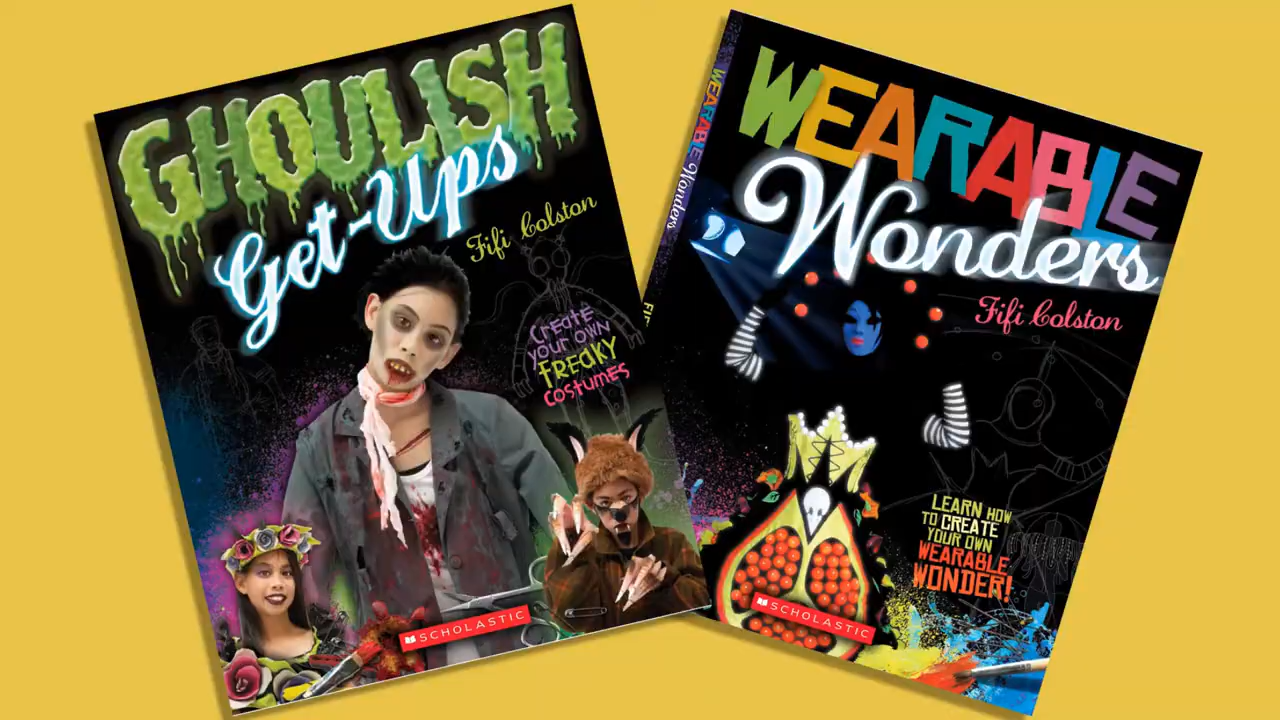 GHOULISH
Get-Ups
Fifi Colston
CREATE
YOUR OWN
FREAKY
COSTUMES
SCHOLASTIC
WEARABLE Wonders
FI
WEARABLE
Wonders
Fifi Colston
LEARN HOW
TO CREATE
YOUR OWN
WEARABLE
WONDER!
SCHOLASTIC